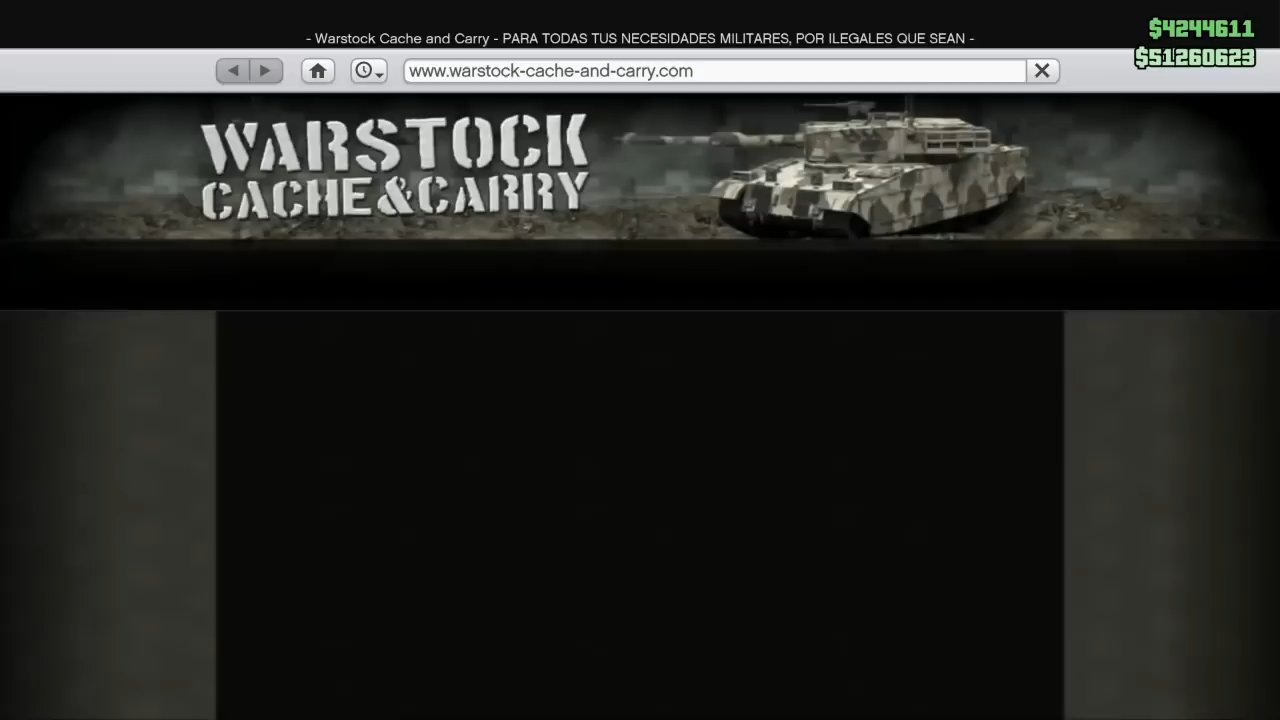 - Warstock Cache and Carry - PARA TODAS TUS NECESIDADES MILITARES, POR ILEGALES QUE SEAN -
$4244611
$51260623
www.warstock-cache-and-carry.com
WARSTOCK
CACHE&CARRY